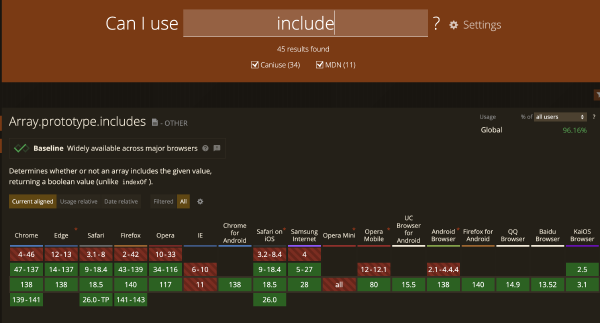 Can I use include ? Settings
45 results found
Caniuse (34) MDN (11)
Array.prototype.includes - OTHER
Usage % of all users ?
Global 96.16%
Baseline Widely available across major browsers
Determines whether or not an array includes the given value,
returning a boolean value (unlike indexOf ).
Current aligned Usage relative Date relative Filtered All
Chrome Edge Safari Firefox Opera IE Chrome for Android Safari on iOS Samsung Internet Opera Mini Opera Mobile UC Browser for Android Android Browser Firefox for Android QQ Browser Baidu Browser KaiOS Browser
4-46 12-13 3.1-8 2-42 10-33 3.2-8.4 4
47-137 14-137 9-18.4 43-139 34-116 6-10 9-18.4 5-27 12-12.1 2.1-4.4.4 2.5
138 138 18.5 140 117 11 138 18.5 28 all 80 15.5 138 140 14.9 13.52 3.1
139-141 26.0-TP 141-143 26.0